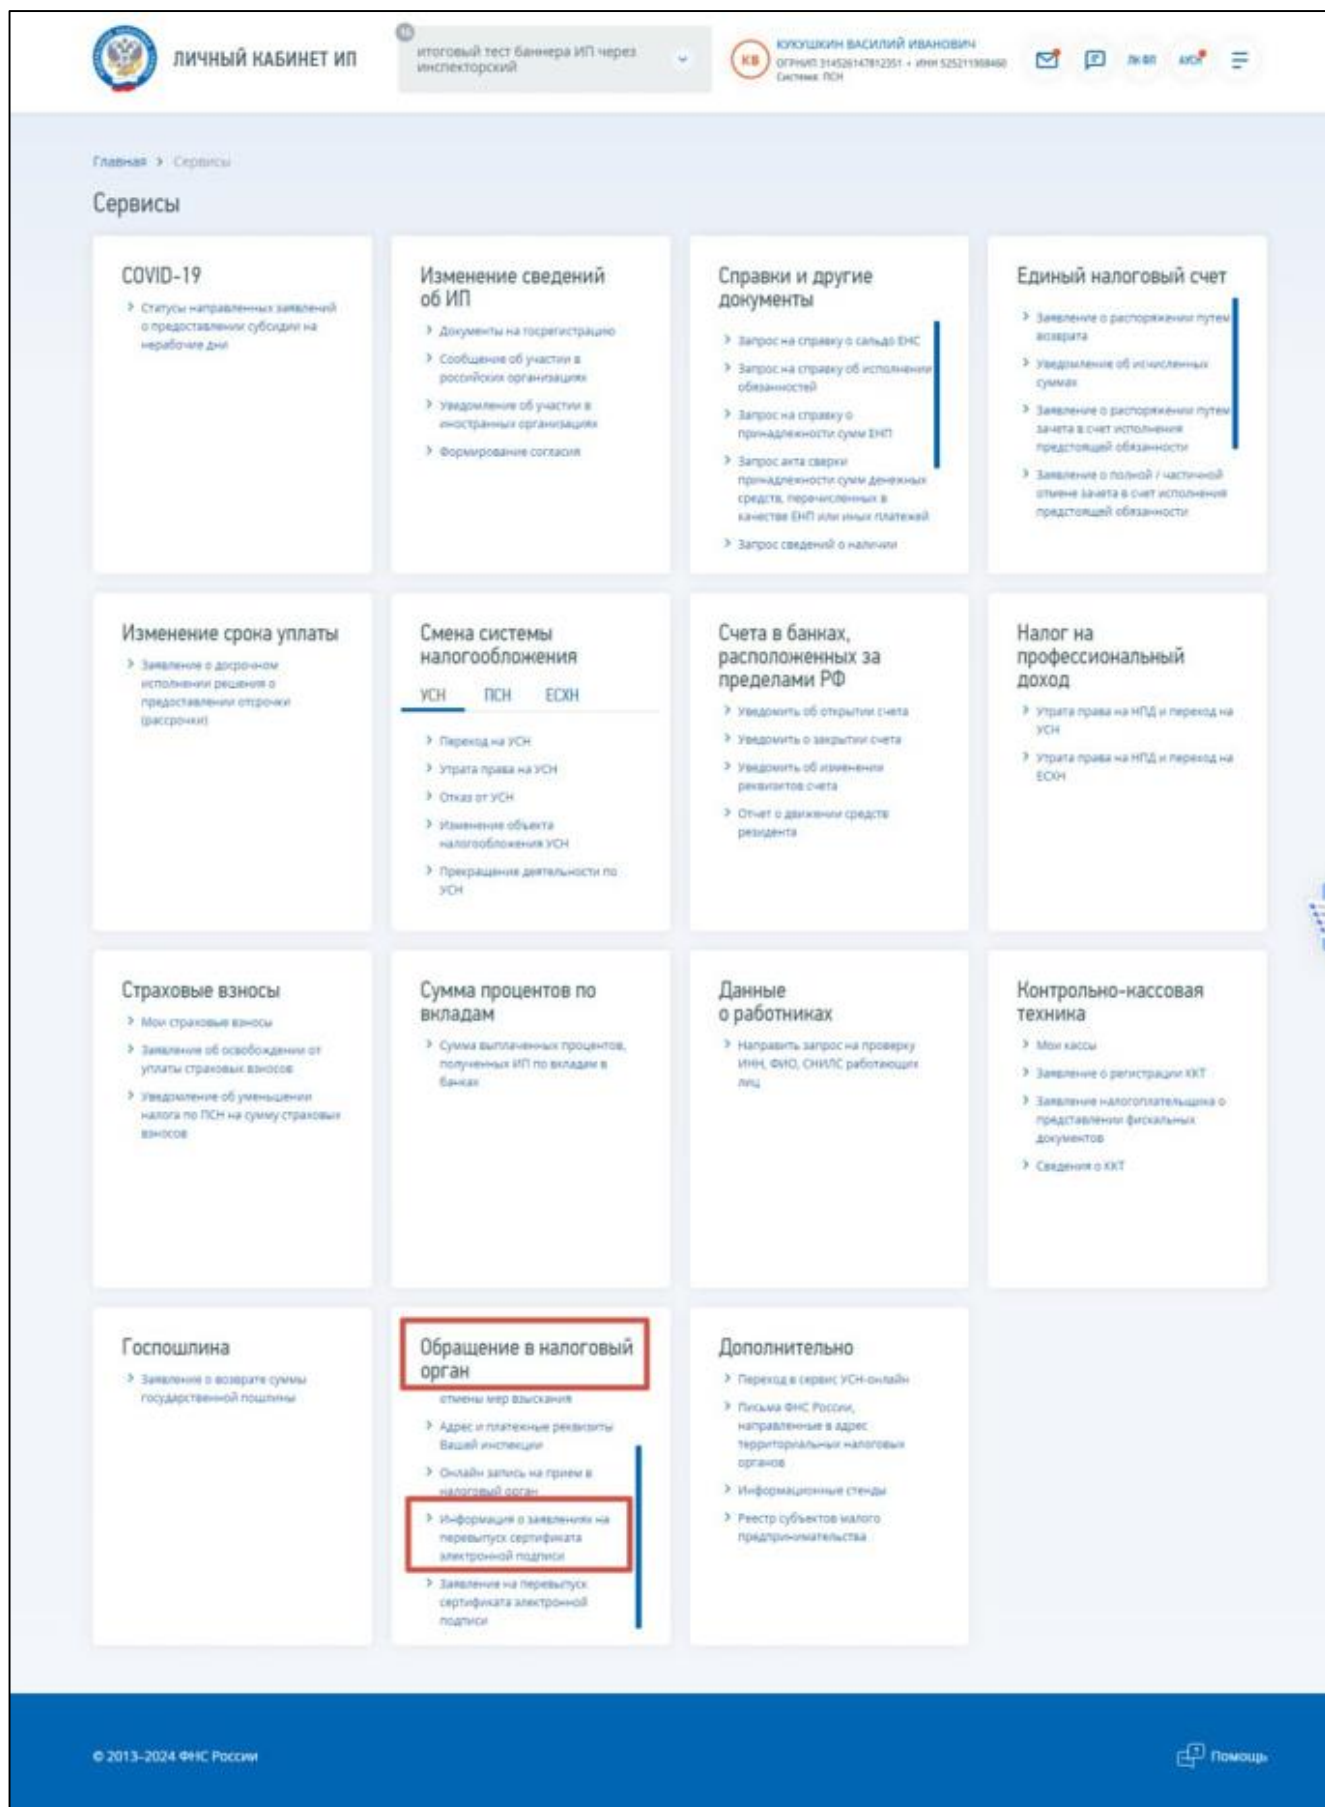 ЛИЧНЫЙ КАБИНЕТ ИП
итоговый тест баннера ИП через
инспекторский
КВ
КУКУШКИН ВАСИЛИЙ ИВАНОВИЧ
Система: ПСН
ЛК ФЛ
АУСН
Главная > Сервисы
Сервисы
COVID-19
Статусы направленных заявлений
о предоставлении субсидии на
нерабочие дни
Изменение сведений
об ИП
Документы на госрегистрацию
Сообщение об участии в
российских организациях
Уведомление об участии в
иностранных организациях
Формирование согласия
Справки и другие
документы
Запрос на справку о сальдо ЕНС
Запрос на справку об исполнении
обязанностей
Запрос на справку о
принадлежности сумм ЕНП
Запрос акта сверки
принадлежности сумм денежных
средств, перечисленных в
качестве ЕНП или иных платежей
Запрос сведений о наличии
Единый налоговый счет
Заявление о распоряжении путем
возврата
Уведомление об исчисленных
суммах
Заявление о распоряжении путем
зачета в счет исполнения
предстоящей обязанности
Заявление о полной / частичной
отмене зачета в счет исполнения
предстоящей обязанности
Изменение срока уплаты
Заявление о досрочном
исполнении решения о
предоставлении отсрочки
(рассрочки)
Смена системы
налогообложения
УСН ПСН ЕСХН
Переход на УСН
Утрата права на УСН
Отказ от УСН
Изменение объекта
налогообложения УСН
Прекращение деятельности по
УСН
Счета в банках,
расположенных за
пределами РФ
Уведомить об открытии счета
Уведомить о закрытии счета
Уведомить об изменении
реквизитов счета
Отчет о движении средств
резидента
Налог на
профессиональный
доход
Утрата права на НПД и переход на
УСН
Утрата права на НПД и переход на
ЕСХН
Страховые взносы
Мои страховые взносы
Заявление об освобождении от
уплаты страховых взносов
Уведомление об уменьшении
налога по ПСН на сумму страховых
взносов
Сумма процентов по
вкладам
Сумма выплаченных процентов,
полученных ИП по вкладам в
банках
Данные
о работниках
Направить запрос на проверку
ИНН, ФИО, СНИЛС работающих
лиц
Контрольно-кассовая
техника
Мои кассы
Заявление о регистрации ККТ
Заявление налогоплательщика о
представлении фискальных
документов
Сведения о ККТ
Госпошлина
Заявление о возврате суммы
государственной пошлины
Обращение в налоговый
орган
отмены мер взыскания
Адрес и платежные реквизиты
Вашей инспекции
Онлайн запись на прием в
налоговый орган
Информация о заявлениях на
перевыпуск сертификата
электронной подписи
Заявление на перевыпуск
сертификата электронной
подписи
Дополнительно
Переход в сервис УСН-онлайн
Письма ФНС России,
направленные в адрес
территориальных налоговых
органов
Информационные стенды
Реестр субъектов малого
предпринимательства
© 2013–2024 ФНС России
Помощь